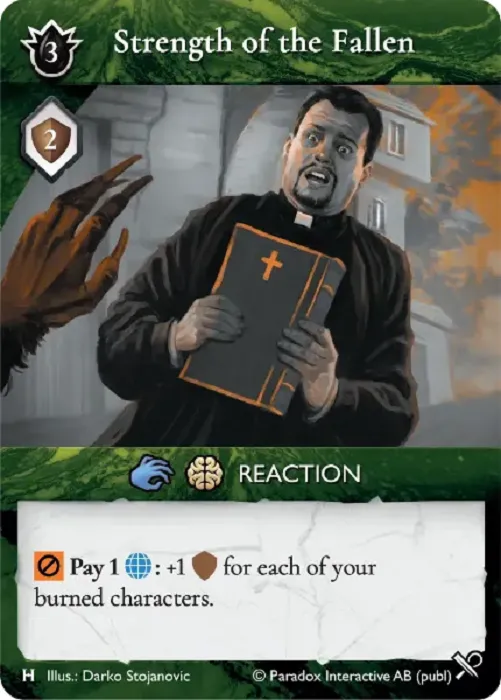 3
Strength of the Fallen
2
REACTION
Pay 1 : +1 for each of your
burned characters.
H Illus.: Darko Stojanovic © Paradox Interactive AB (publ)